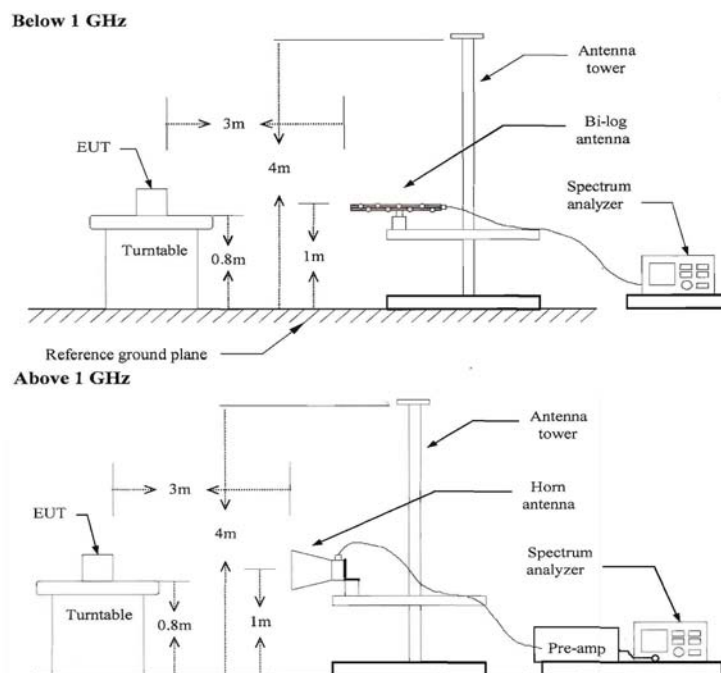 Below 1 GHz
Antenna
tower
3m
Bi-log
antenna
EUT
4m
Spectrum
analyzer
Turntable
0.8m
1m
Reference ground plane
Above 1 GHz
Antenna
tower
3m
Horn
antenna
EUT
4m
Spectrum
analyzer
Turntable
0.8m
1m
Pre-amp